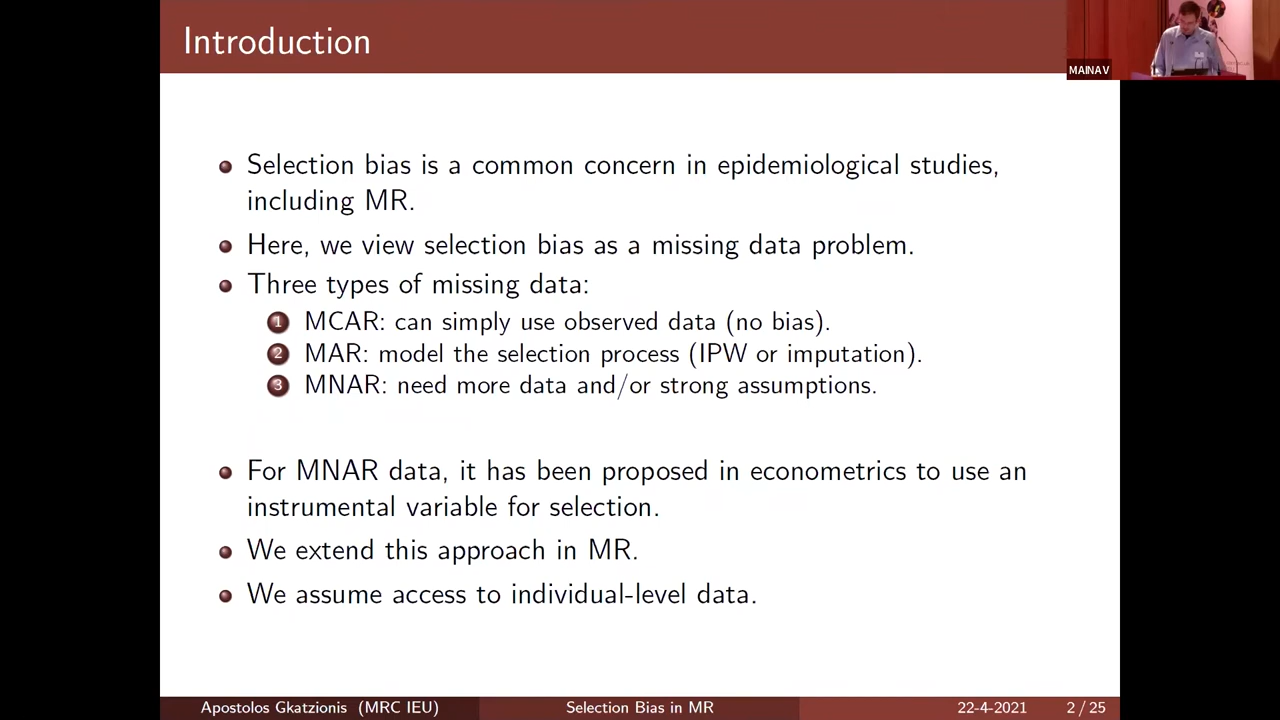 Introduction
MAINAV
Selection bias is a common concern in epidemiological studies,
including MR.
Here, we view selection bias as a missing data problem.
Three types of missing data:
1 MCAR: can simply use observed data (no bias).
2 MAR: model the selection process (IPW or imputation).
3 MNAR: need more data and/or strong assumptions.
For MNAR data, it has been proposed in econometrics to use an
instrumental variable for selection.
We extend this approach in MR.
We assume access to individual-level data.
Apostolos Gkatzionis (MRC IEU) Selection Bias in MR 22-4-2021 2 / 25